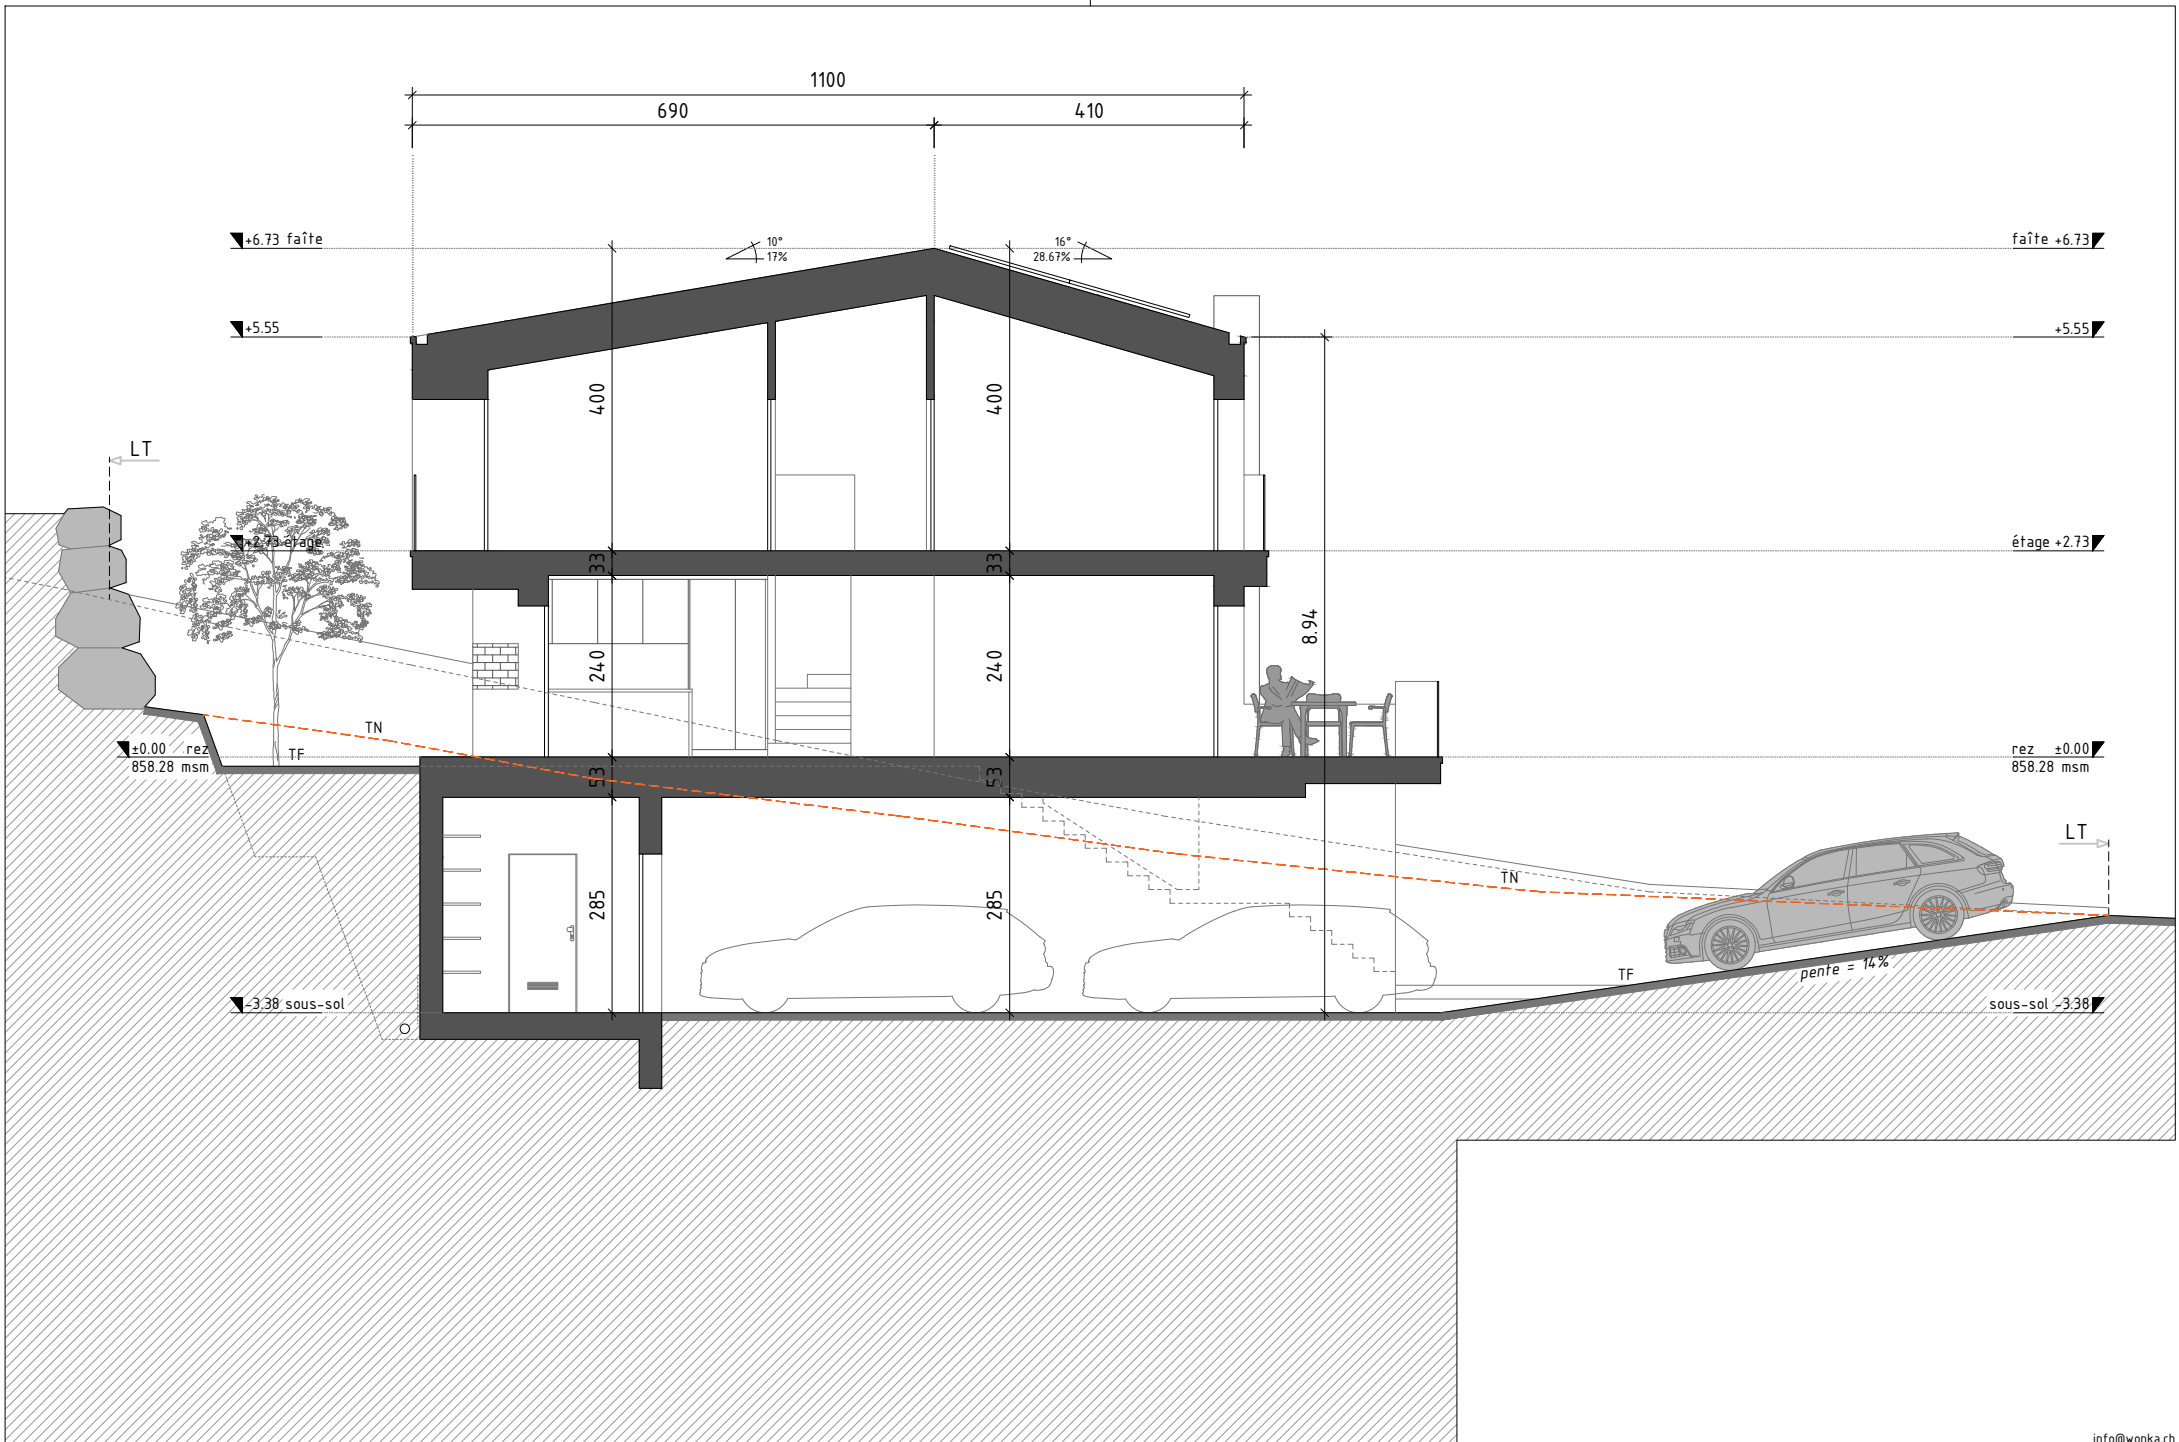 1100
690 410
+6.73 faîte
10°
17%
16°
28.67%
faîte +6.73
+5.55
+5.55
400
400
LT
+2.73 étage
33
33
étage +2.73
8.94
240
240
TN
TF
±0.00 rez
858.28 msm
rez ±0.00
858.28 msm
53
53
LT
TN
285
285
TF
pente = 14%
-3.38 sous-sol
sous-sol -3.38
info@wonka.ch